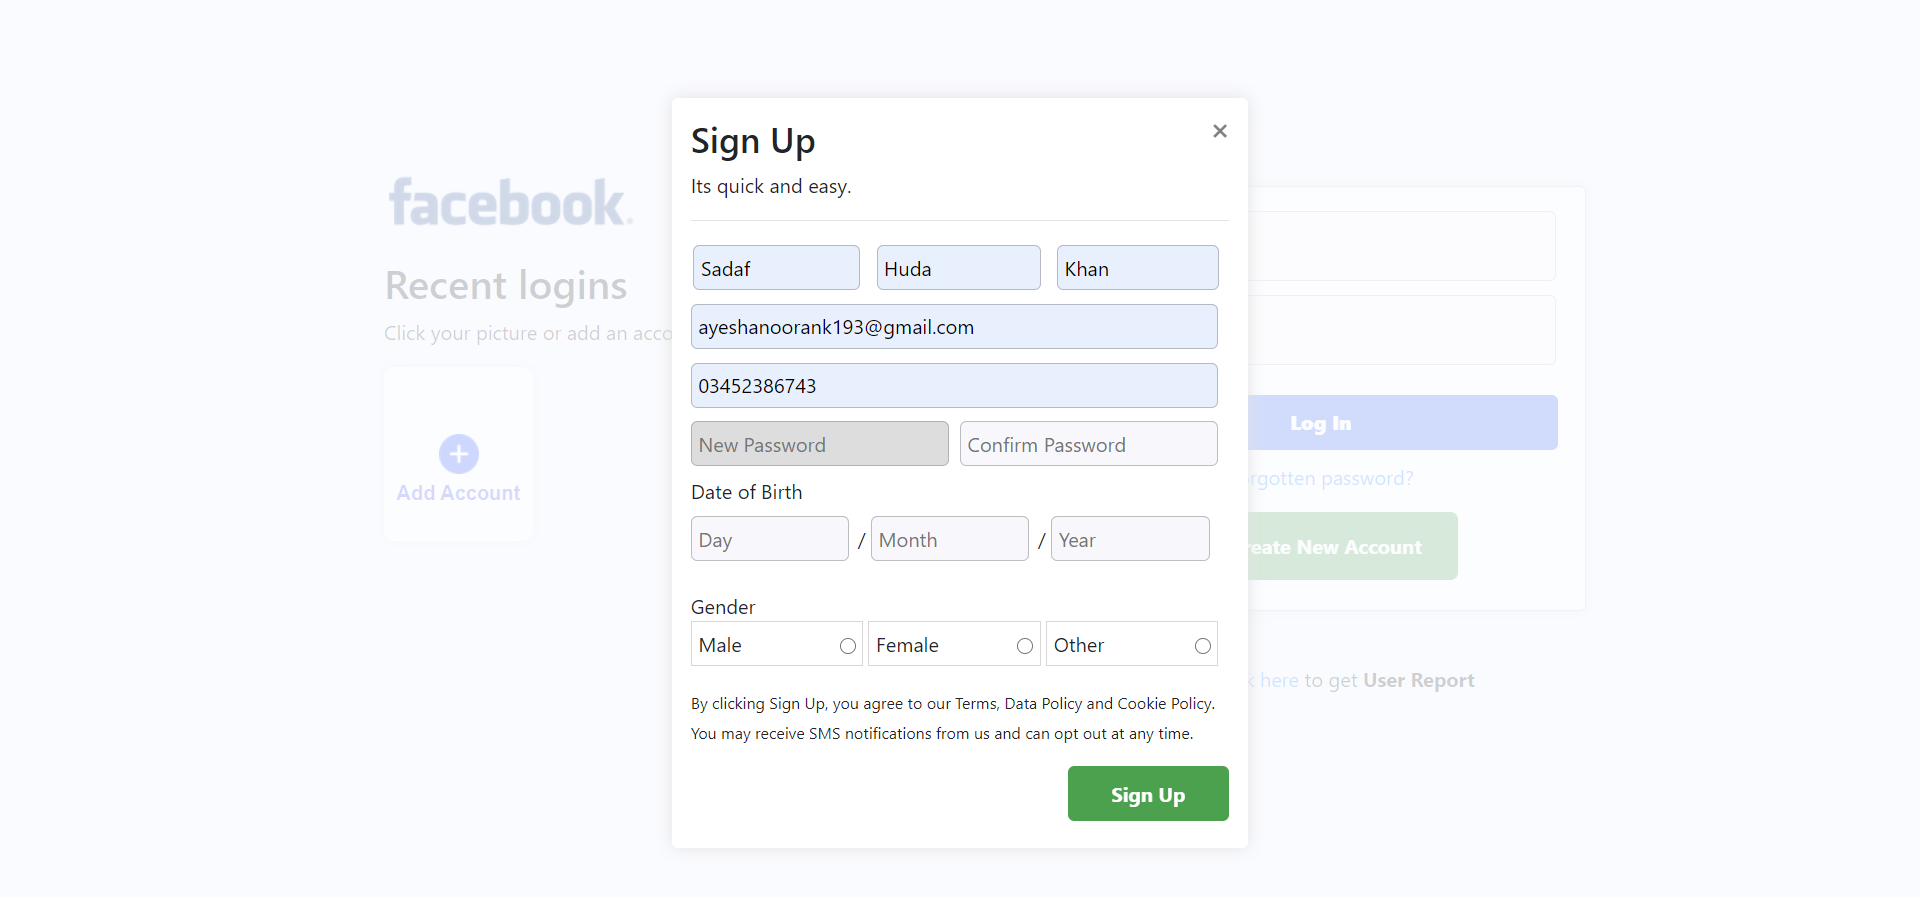 Sign Up
×
Its quick and easy.
facebook.
Recent logins
Click your picture or add an acco
Add Account
Sadaf Huda Khan
ayeshanoorank193@gmail.com
03452386743
New Password Confirm Password
Date of Birth
Day / Month / Year
Gender
Male Female Other
By clicking Sign Up, you agree to our Terms, Data Policy and Cookie Policy.
You may receive SMS notifications from us and can opt out at any time.
Sign Up
Log In
orgotten password?
reate New Account
k here to get User Report